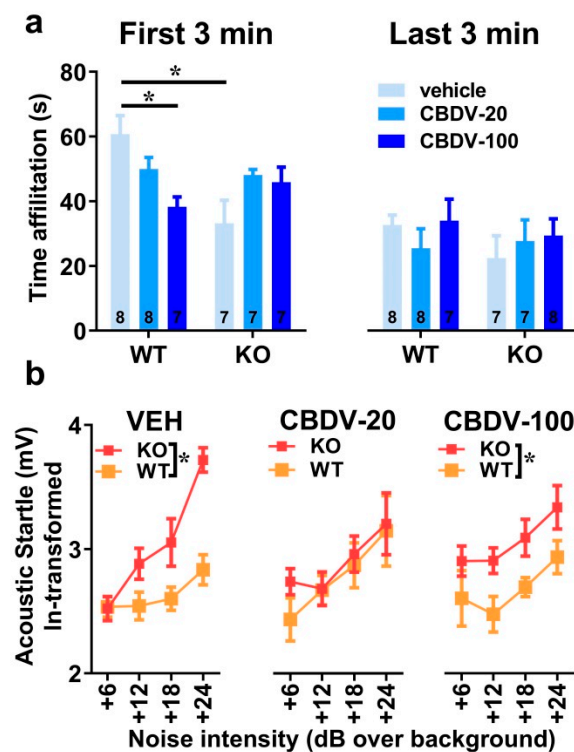 a
First 3 min
Last 3 min
Time affilitation (s)
80
60
40
20
0
*
*
vehicle
CBDV-20
CBDV-100
8 8 7 7 7 7
8 8 7 7 7 8
WT KO
WT KO
b
VEH
CBDV-20
CBDV-100
KO
WT
]*
KO
WT
KO
WT
]*
Acoustic Startle (mV)
ln-transformed
4
3
2
+6 +12 +18 +24
+6 +12 +18 +24
+6 +12 +18 +24
Noise intensity (dB over background)